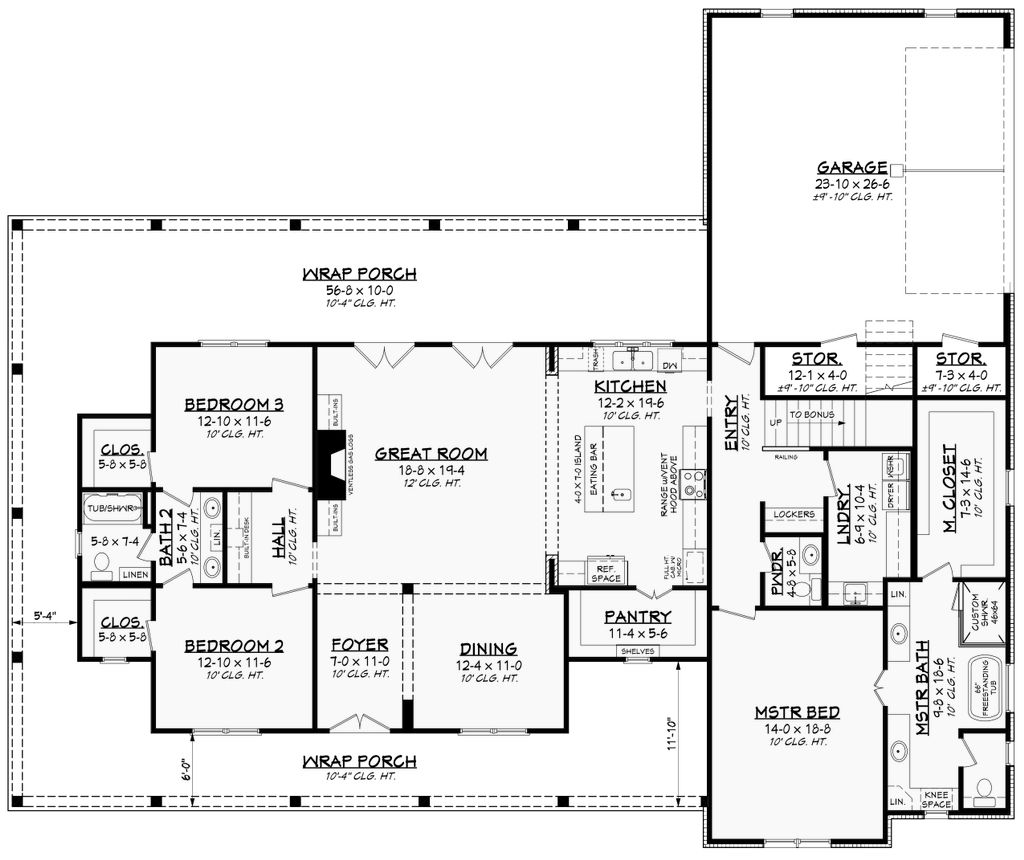 GARAGE
23-10 x 26-6
±9'-10" CLG. HT.
WRAP PORCH
56-8 x 10-0
10'-4" CLG. HT.
BEDROOM 3
12-10 x 11-6
10' CLG. HT.
CLOS.
5-8 x 5-8
TUB/SHWR
5-8 x 7-4
LINEN
BATH 2
5-6 x 7-4
10' CLG. HT.
LIN.
BUILT-IN DESK
HALL
10' CLG. HT.
BUILT-INS
VENTLESS GAS LOGS
BUILT-INS
GREAT ROOM
18-8 x 19-4
12' CLG. HT.
TRASH
DW
KITCHEN
12-2 x 19-6
10' CLG. HT.
4-0 x 7-0 ISLAND
EATING BAR
RANGE W/VENT
HOOD ABOVE
REF.
SPACE
FULL HT.
CAB. W/
MICRO
ENTRY
10' CLG. HT.
STOR.
12-1 x 4-0
±9'-10" CLG. HT.
STOR.
7-3 x 4-0
±9'-10" CLG. HT.
UP
TO BONUS
RAILING
LOCKERS
PWDR.
4-8 x 5-8
LNDRY.
6-9 x 10-4
10' CLG. HT.
WSHR
DRYER
M. CLOSET
7-3 x 14-6
10' CLG. HT.
5'-4"
CLOS.
5-8 x 5-8
BEDROOM 2
12-10 x 11-6
10' CLG. HT.
FOYER
7-0 x 11-0
10' CLG. HT.
DINING
12-4 x 11-0
10' CLG. HT.
PANTRY
11-4 x 5-6
SHELVES
MSTR BED
14-0 x 18-8
10' CLG. HT.
LIN.
CUSTOM
SHWR
46x64
MSTR BATH
9-8 x 18-6
10' CLG. HT.
66"
FREESTANDING
TUB
LIN.
KNEE
SPACE
6'-0"
WRAP PORCH
10'-4" CLG. HT.
11'-10"